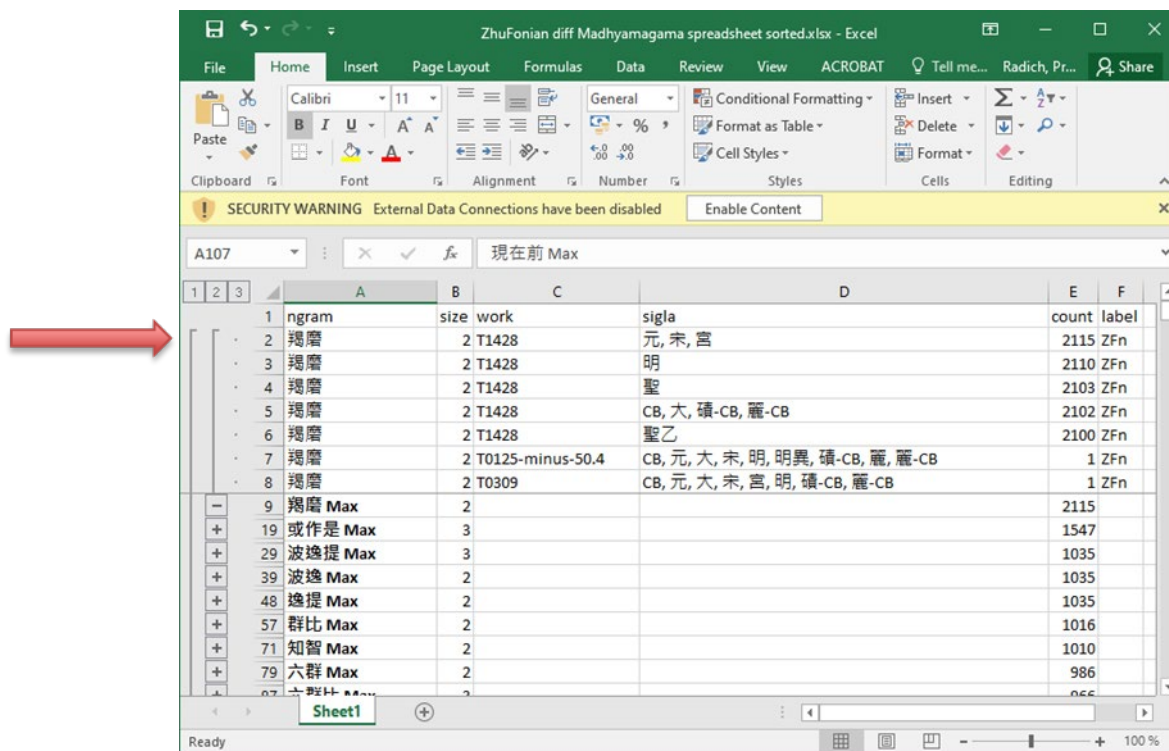 ZhuFonian diff Madhyamagama spreadsheet sorted.xlsx - Excel
File Home Insert Page Layout Formulas Data Review View ACROBAT Tell me... Radich, Pr... Share
Calibri 11 General Conditional Formatting Insert
Paste B I U A A % Format as Table Delete
Cell Styles Format
Clipboard Font Alignment Number Styles Cells Editing
SECURITY WARNING External Data Connections have been disabled Enable Content
A107 fx 現在前 Max
1 2 3 A B C D E F
1 ngram size work sigla count label
2 羯磨 2 T1428 元, 宋, 宮 2115 ZFn
3 羯磨 2 T1428 明 2110 ZFn
4 羯磨 2 T1428 聖 2103 ZFn
5 羯磨 2 T1428 CB, 大, 磧-CB, 麗-CB 2102 ZFn
6 羯磨 2 T1428 聖乙 2100 ZFn
7 羯磨 2 T0125-minus-50.4 CB, 元, 大, 宋, 明, 明異, 磧-CB, 麗, 麗-CB 1 ZFn
8 羯磨 2 T0309 CB, 元, 大, 宋, 宮, 明, 磧-CB, 麗-CB 1 ZFn
9 羯磨 Max 2 2115
19 或作是 Max 3 1547
29 波逸提 Max 3 1035
39 波逸 Max 2 1035
48 逸提 Max 2 1035
57 群比 Max 2 1016
71 知智 Max 2 1010
79 六群 Max 2 986
Sheet1
Ready 100 %